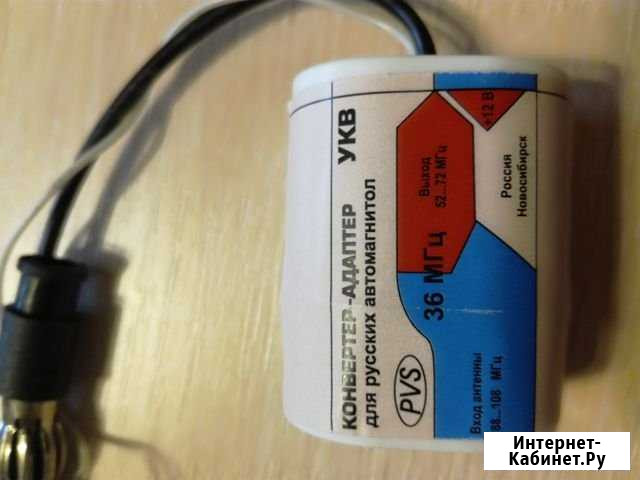 КОНВЕРТЕР-АДАПТЕР УКВ
для русских автомагнитол
PVS
36 МГц
Выход
52...72 МГц
+12 В
Россия
Новосибирск
Вход антенны
88...108 МГц
Интернет-
Кабинет.Ру